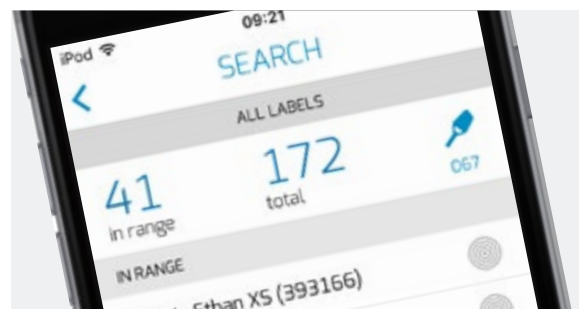 iPod 09:21
SEARCH
ALL LABELS
41 172
in range total 067
IN RANGE
Ethan XS (393166)